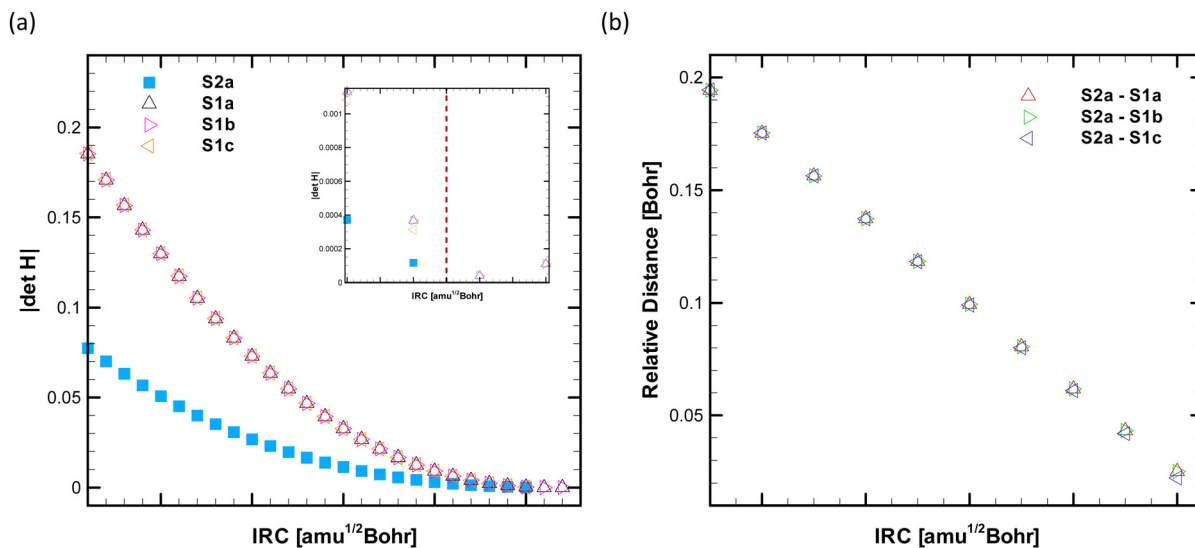 (a)
(b)
S2a
S1a
S1b
S1c
|det H|
0.2
0.15
0.1
0.05
0
IRC [amu1/2Bohr]
|det H|
0.001
0.0008
0.0006
0.0004
0.0002
0
IRC [amu1/2Bohr]
S2a - S1a
S2a - S1b
S2a - S1c
Relative Distance [Bohr]
0.2
0.15
0.1
0.05
IRC [amu1/2Bohr]